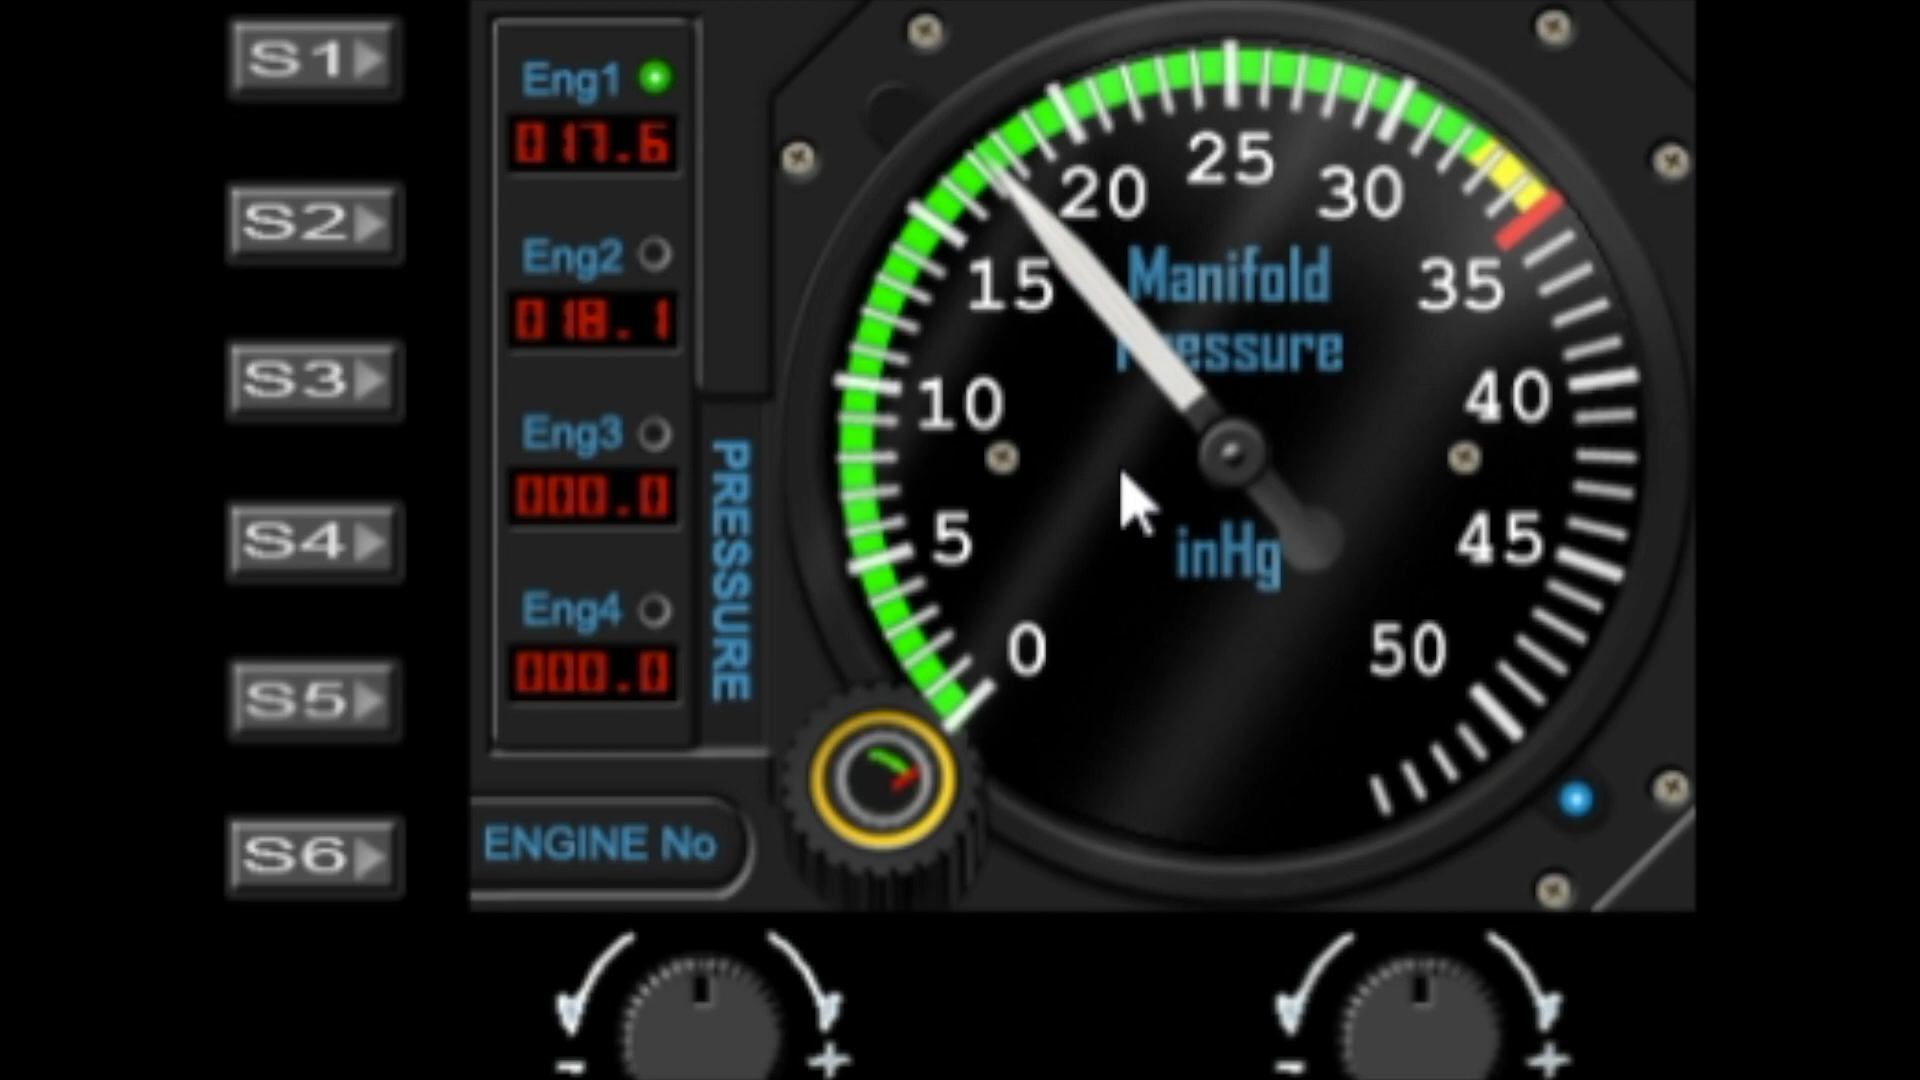 S1
S2
S3
S4
S5
S6
Eng1
017.6
Eng2
018.1
Eng3
000.0
Eng4
000.0
PRESSURE
ENGINE No
0
5
10
15
20
25
30
35
40
45
50
Manifold
Pressure
inHg
- +
- +